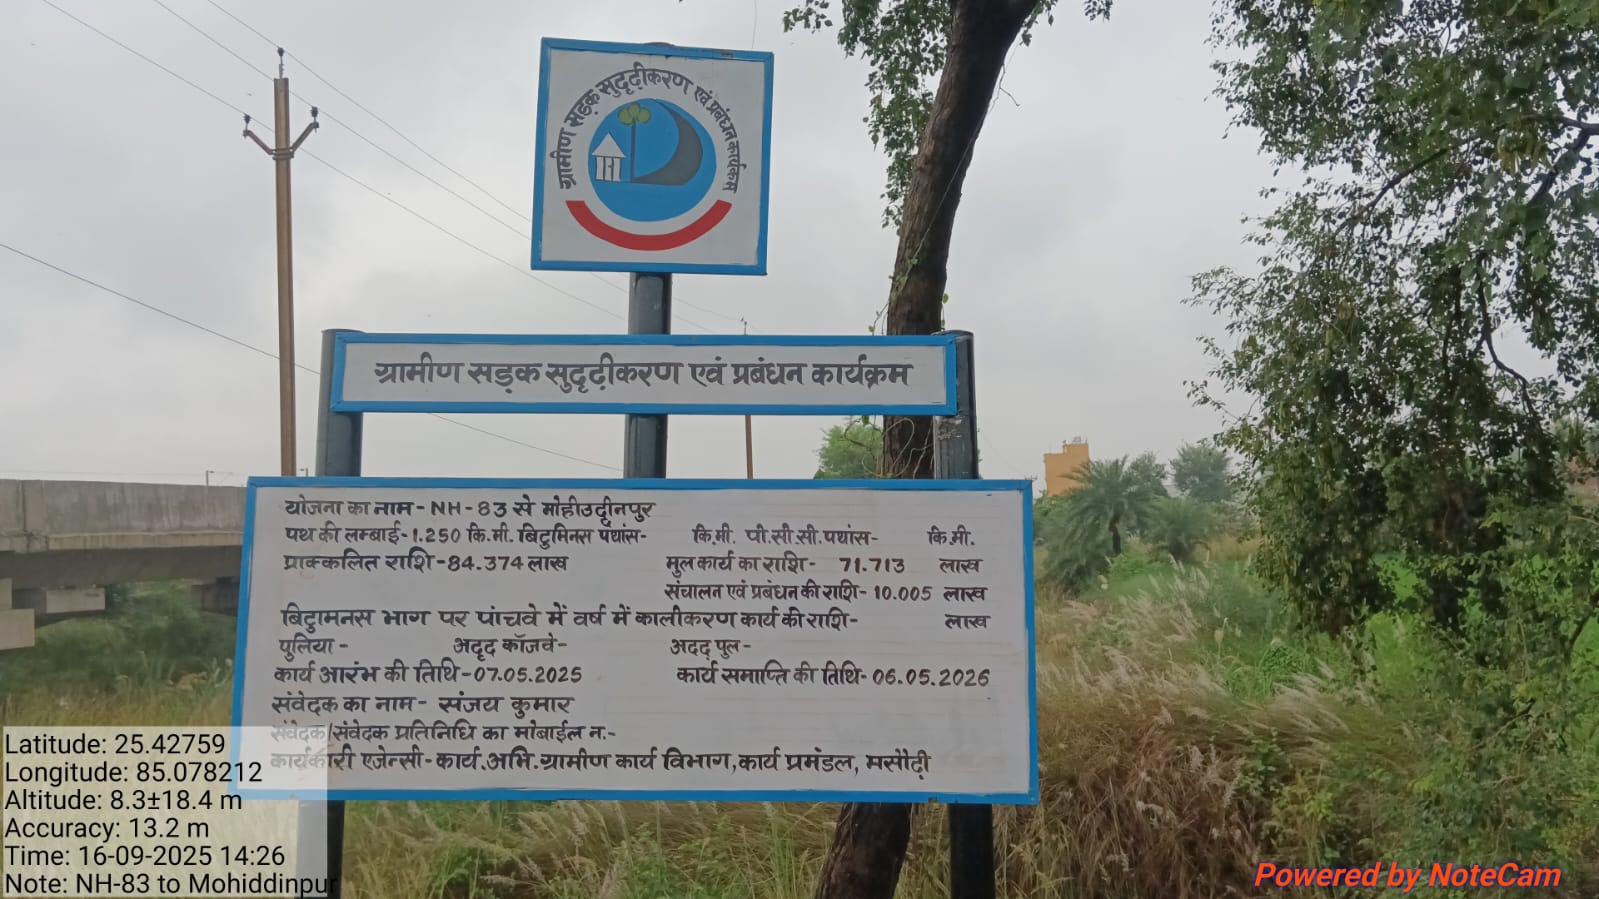 ग्रामीण सड़क सुदृढ़ीकरण एवं प्रबंधन कार्यक्रम
ग्रामीण सड़क सुदृढ़ीकरण एवं प्रबंधन कार्यक्रम
योजना का नाम - NH - 83 से मोहीउद्दीनपुर
पथ की लम्बाई - 1.250 कि.मी. बिटुमिनस पथांस- कि.मी. पी.सी.सी.पथांस- कि.मी.
प्राक्कलित राशि - 84.374 लाख मुल कार्य का राशि- 71.713 लाख
संचालन एवं प्रबंधन की राशि- 10.005 लाख
बिटुामनस भाग पर पांचवे में वर्ष में कालीकरण कार्य की राशि- लाख
पुलिया - अदद् कॉजवे- अदद् पुल-
कार्य आरंभ की तिथि - 07.05.2025 कार्य समाप्ति की तिथि- 06.05.2026
संवेदक का नाम - संजय कुमार
संवेदक/संवेदक प्रतिनिधि का मोबाईल न.-
कार्यकारी एजेन्सी - कार्य.अभि.ग्रामीण कार्य विभाग, कार्य प्रमंडल, मसौढ़ी
Latitude: 25.42759
Longitude: 85.078212
Altitude: 8.3±18.4 m
Accuracy: 13.2 m
Time: 16-09-2025 14:26
Note: NH-83 to Mohiddinpur
Powered by NoteCam